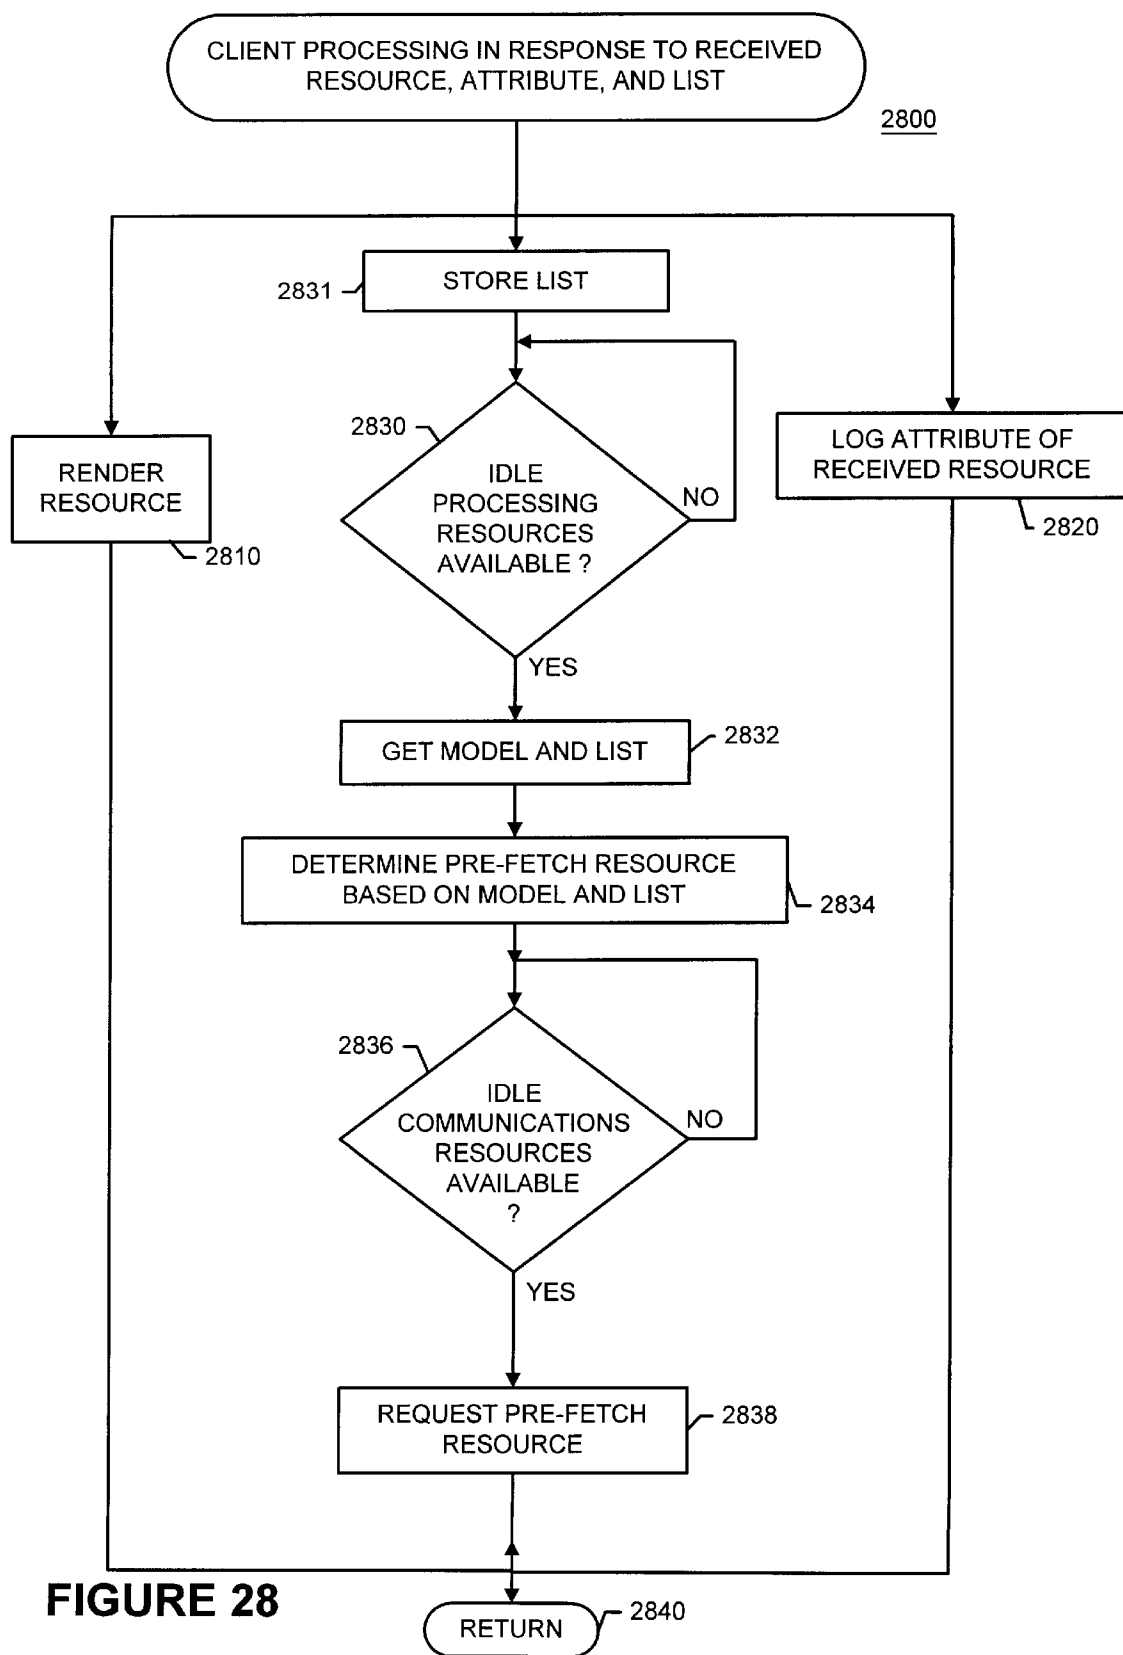 CLIENT PROCESSING IN RESPONSE TO RECEIVED
RESOURCE, ATTRIBUTE, AND LIST
2800
STORE LIST
2831
2830
IDLE
PROCESSING
RESOURCES
AVAILABLE ?
NO
YES
RENDER
RESOURCE
2810
LOG ATTRIBUTE OF
RECEIVED RESOURCE
2820
GET MODEL AND LIST
2832
DETERMINE PRE-FETCH RESOURCE
BASED ON MODEL AND LIST
2834
2836
IDLE
COMMUNICATIONS
RESOURCES
AVAILABLE
?
NO
YES
REQUEST PRE-FETCH
RESOURCE
2838
FIGURE 28
RETURN
2840